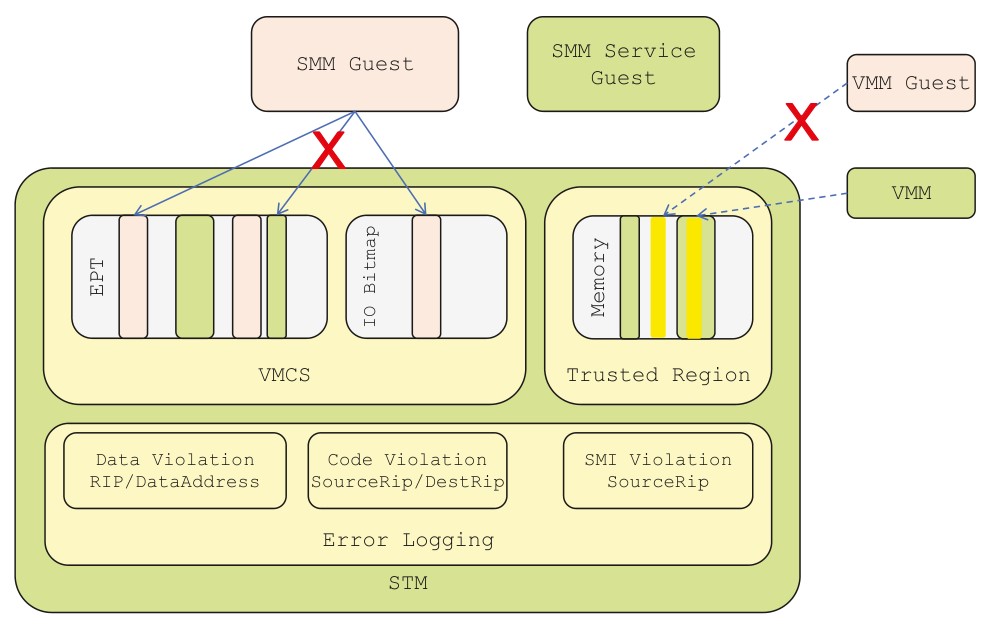 SMM Guest
SMM Service
Guest
VMM Guest
X
X
VMM
EPT
IO Bitmap
Memory
VMCS
Trusted Region
Data Violation
RIP/DataAddress
Code Violation
SourceRip/DestRip
SMI Violation
SourceRip
Error Logging
STM